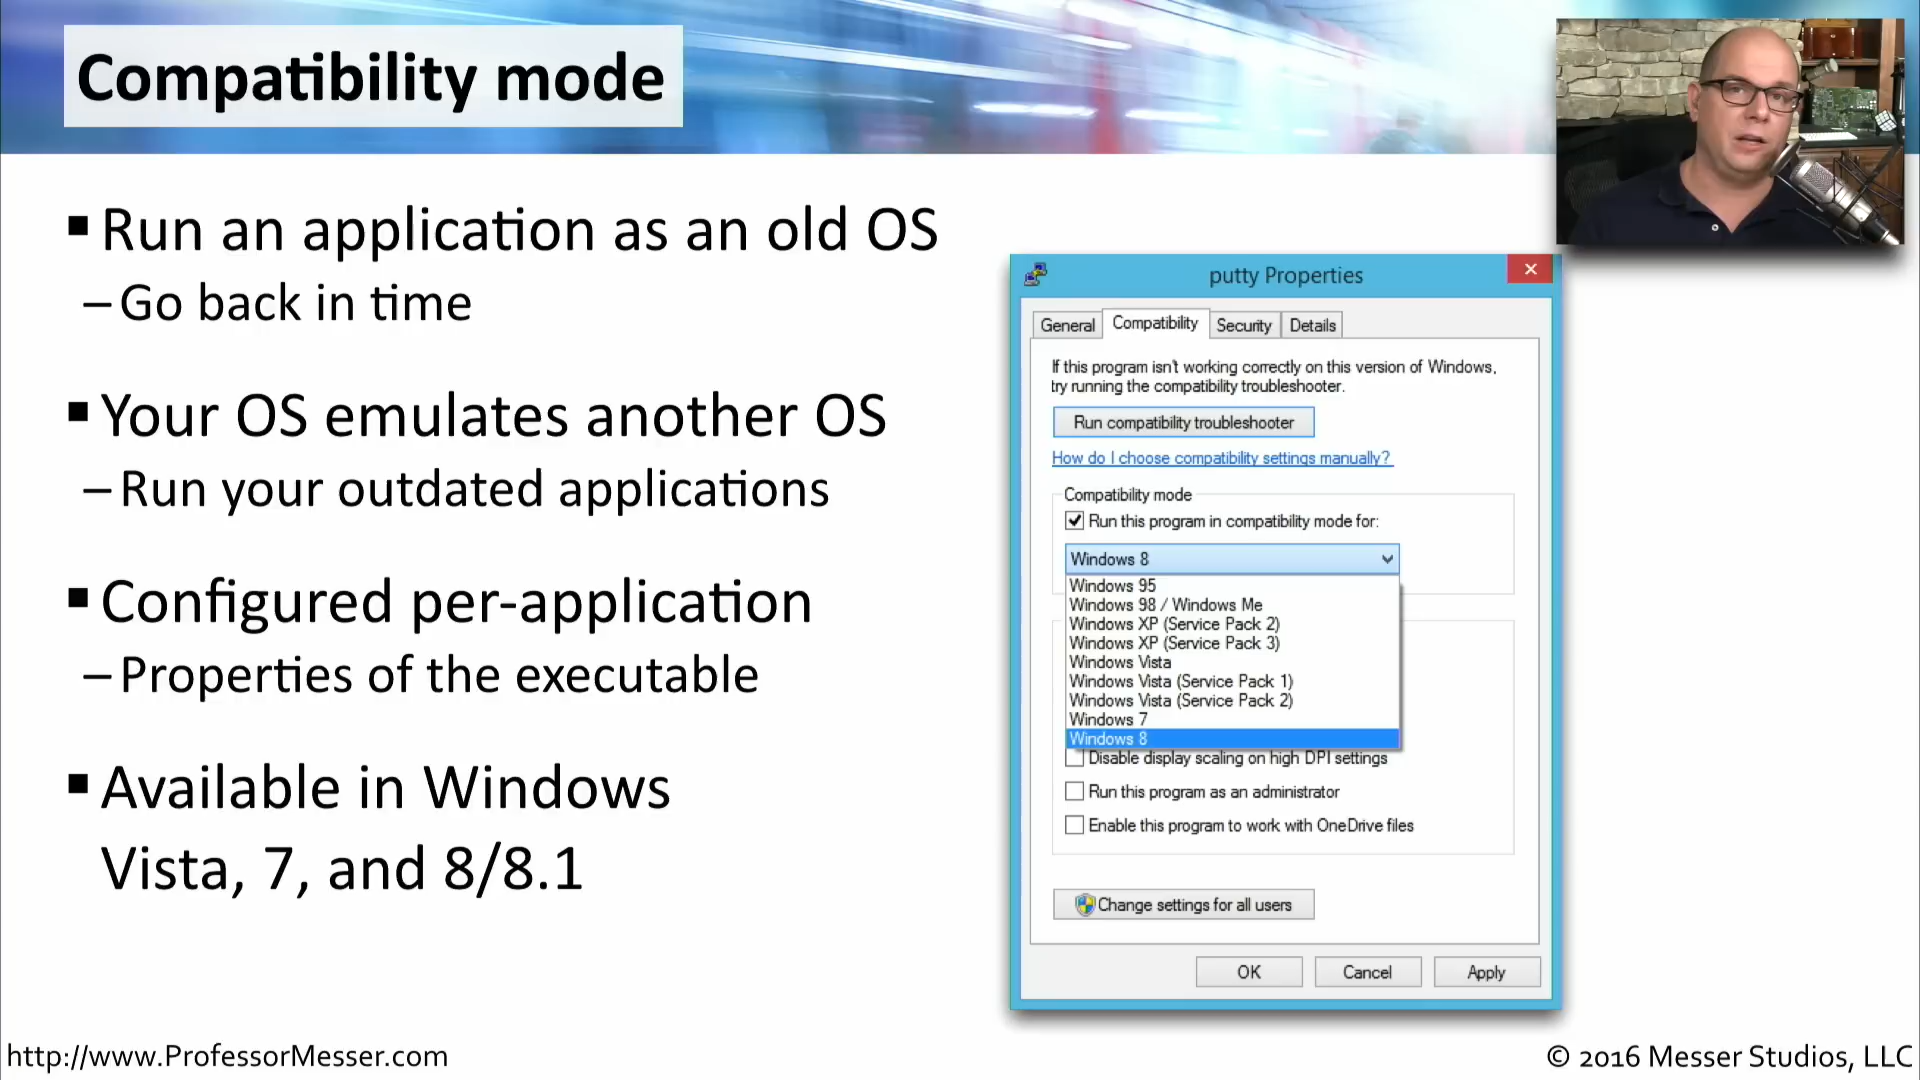 Compatibility mode
▪ Run an application as an old OS
– Go back in time
▪ Your OS emulates another OS
– Run your outdated applications
▪ Configured per-application
– Properties of the executable
▪ Available in Windows
Vista, 7, and 8/8.1
putty Properties
General Compatibility Security Details
If this program isn't working correctly on this version of Windows,
try running the compatibility troubleshooter.
Run compatibility troubleshooter
How do I choose compatibility settings manually?
Compatibility mode
Run this program in compatibility mode for:
Windows 8
Windows 95
Windows 98 / Windows Me
Windows XP (Service Pack 2)
Windows XP (Service Pack 3)
Windows Vista
Windows Vista (Service Pack 1)
Windows Vista (Service Pack 2)
Windows 7
Windows 8
Disable display scaling on high DPI settings
Run this program as an administrator
Enable this program to work with OneDrive files
Change settings for all users
OK Cancel Apply
http://www.ProfessorMesser.com
© 2016 Messer Studios, LLC